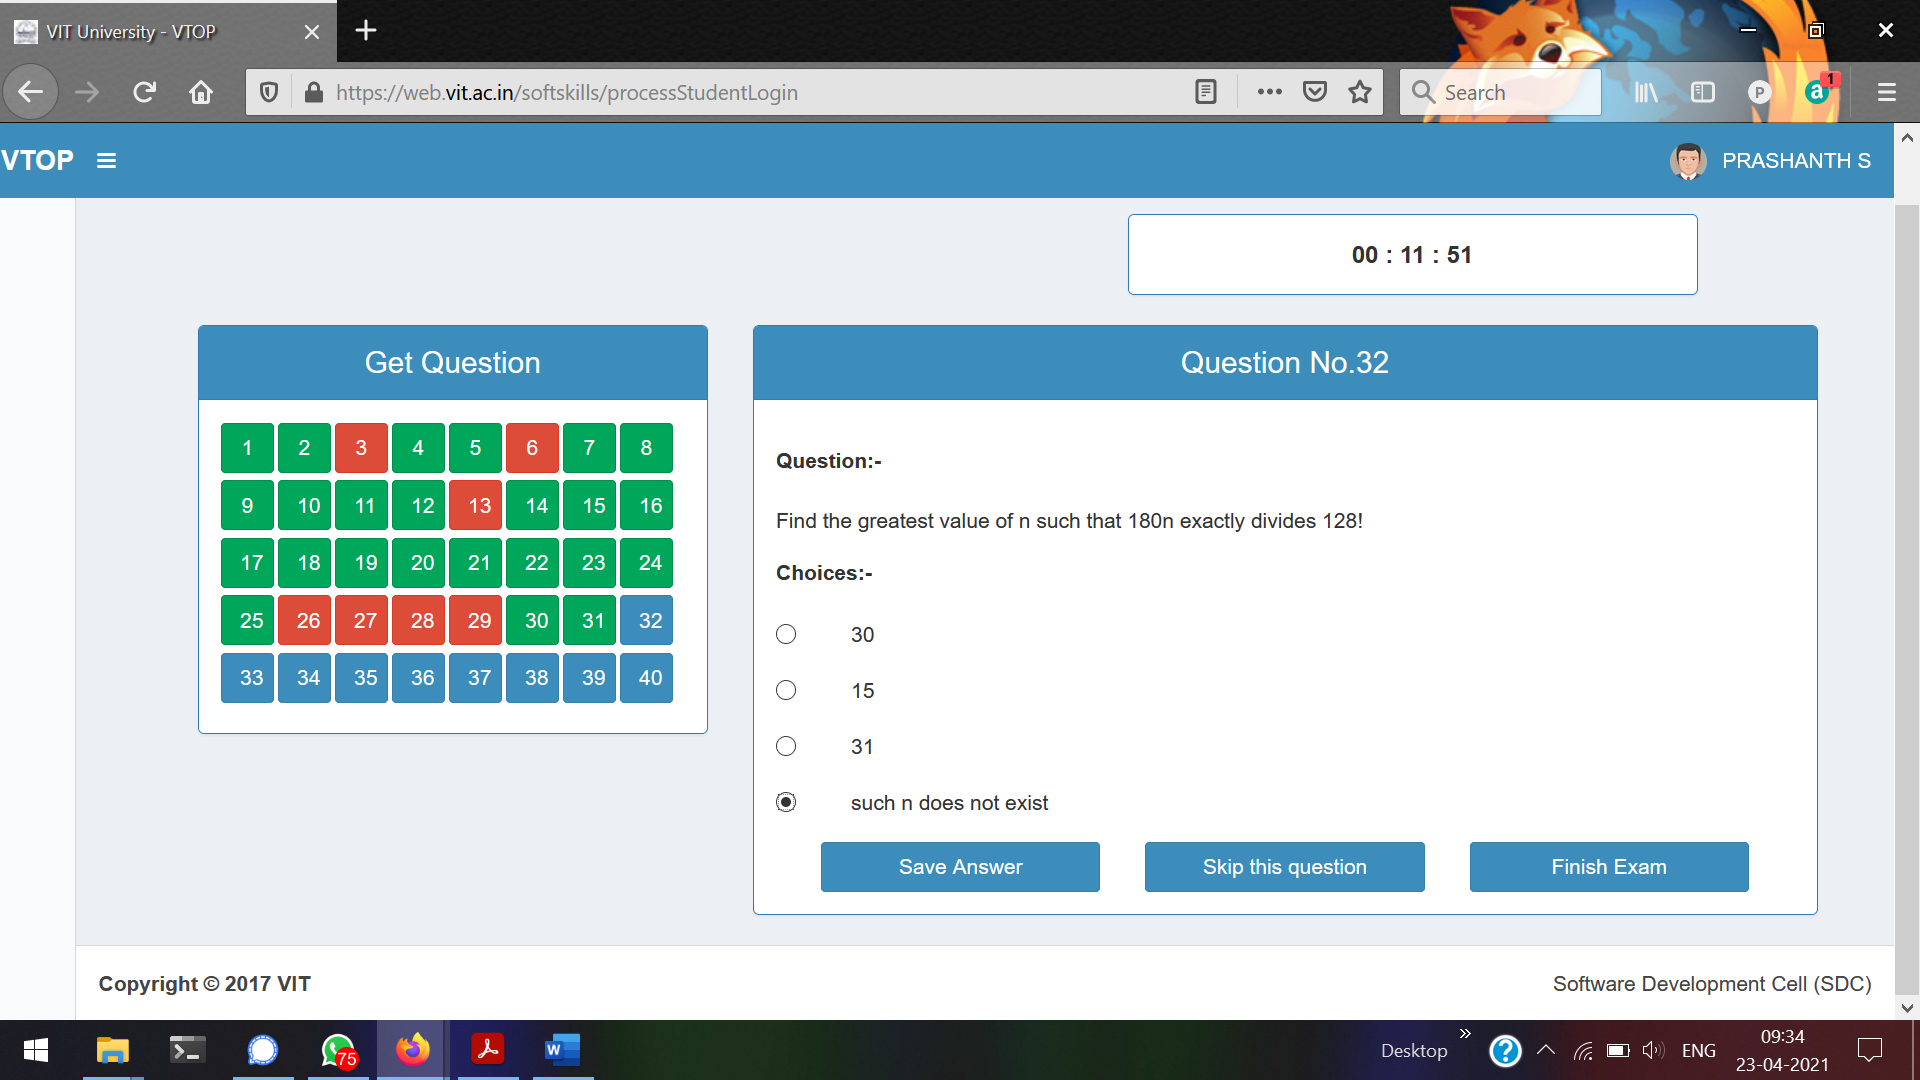 VIT University - VTOP
https://web.vit.ac.in/softskills/processStudentLogin
Search
P
a
1
VTOP
PRASHANTH S
00 : 11 : 51
Get Question
1 2 3 4 5 6 7 8
9 10 11 12 13 14 15 16
17 18 19 20 21 22 23 24
25 26 27 28 29 30 31 32
33 34 35 36 37 38 39 40
Question No.32
Question:-
Find the greatest value of n such that 180n exactly divides 128!
Choices:-
30
15
31
such n does not exist
Save Answer
Skip this question
Finish Exam
Copyright © 2017 VIT
Software Development Cell (SDC)
75
W
Desktop
»
?
ENG
09:34
23-04-2021